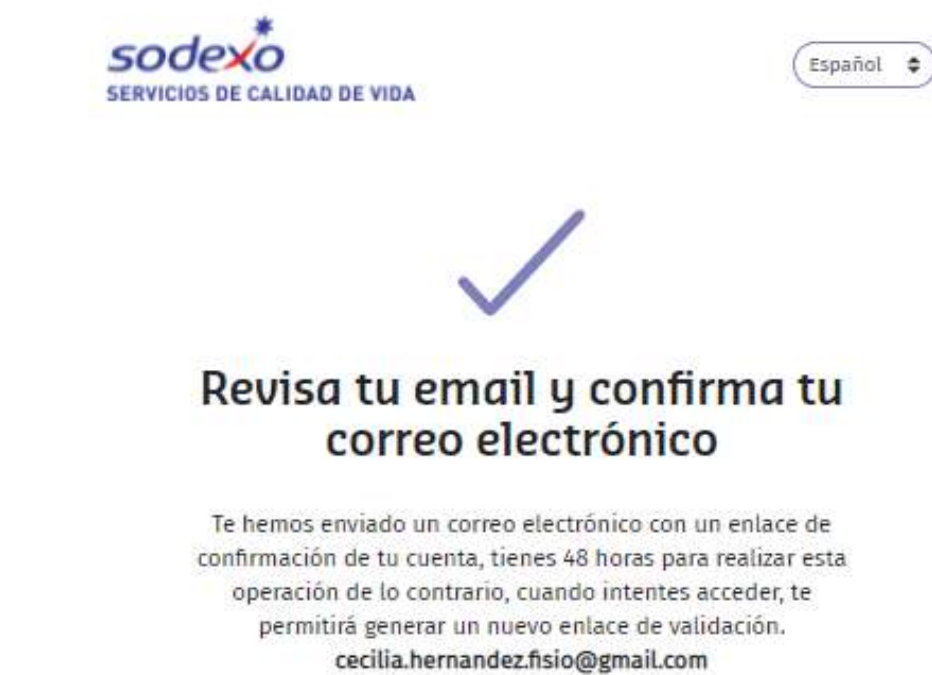 sodexo
SERVICIOS DE CALIDAD DE VIDA
Español
Revisa tu email y confirma tu
correo electrónico
Te hemos enviado un correo electrónico con un enlace de
confirmación de tu cuenta, tienes 48 horas para realizar esta
operación de lo contrario, cuando intentes acceder, te
permitirá generar un nuevo enlace de validación.
cecilia.hernandez.fisio@gmail.com